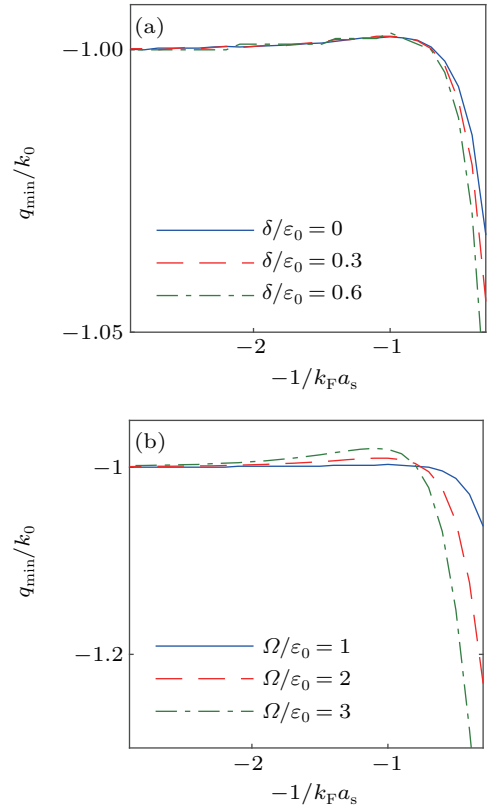 (a)
−1.00
q_min/k_0
δ/ε_0 = 0
δ/ε_0 = 0.3
δ/ε_0 = 0.6
−1.05
−2 −1
−1/k_F a_s
(b)
−1
q_min/k_0
Ω/ε_0 = 1
−1.2
Ω/ε_0 = 2
Ω/ε_0 = 3
−2 −1
−1/k_F a_s